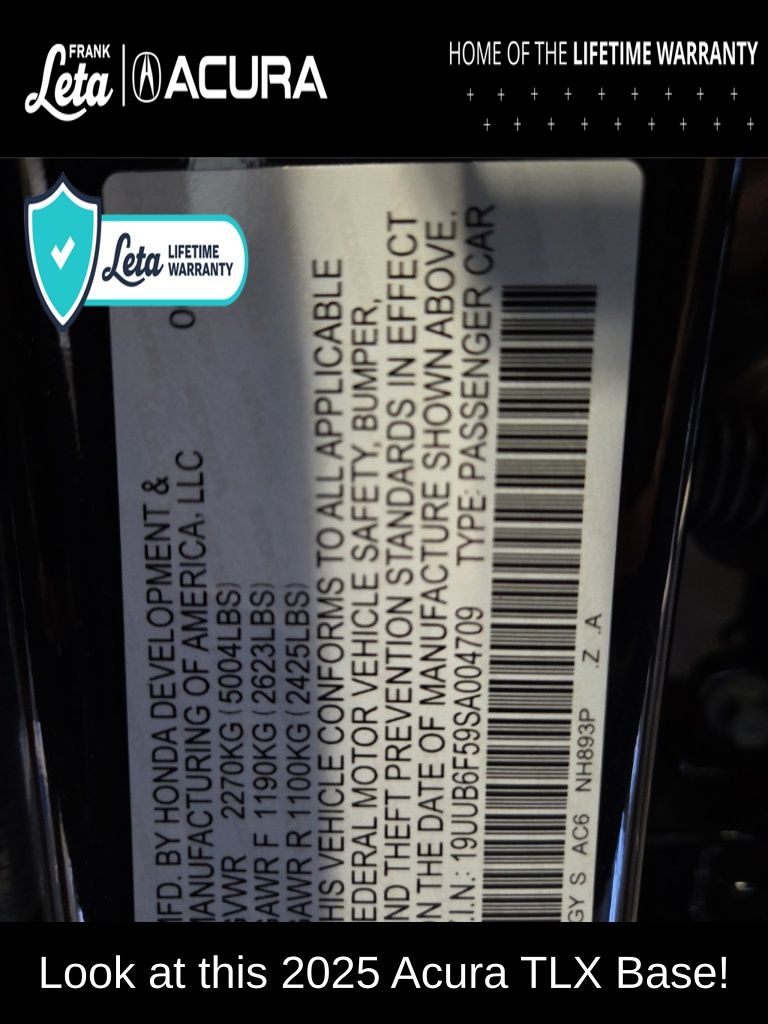 FRANK
Leta
ACURA
HOME OF THE LIFETIME WARRANTY
Leta LIFETIME
WARRANTY
MFD. BY HONDA DEVELOPMENT &
MANUFACTURING OF AMERICA, LLC
GVWR 2270KG (5004LBS)
GAWR F 1190KG (2623LBS)
GAWR R 1100KG (2425LBS)
THIS VEHICLE CONFORMS TO ALL APPLICABLE
FEDERAL MOTOR VEHICLE SAFETY, BUMPER,
AND THEFT PREVENTION STANDARDS IN EFFECT
ON THE DATE OF MANUFACTURE SHOWN ABOVE.
V.I.N.: 19UUB6F59SA004709 TYPE: PASSENGER CAR
GY S AC6 NH893P .Z .A
Look at this 2025 Acura TLX Base!